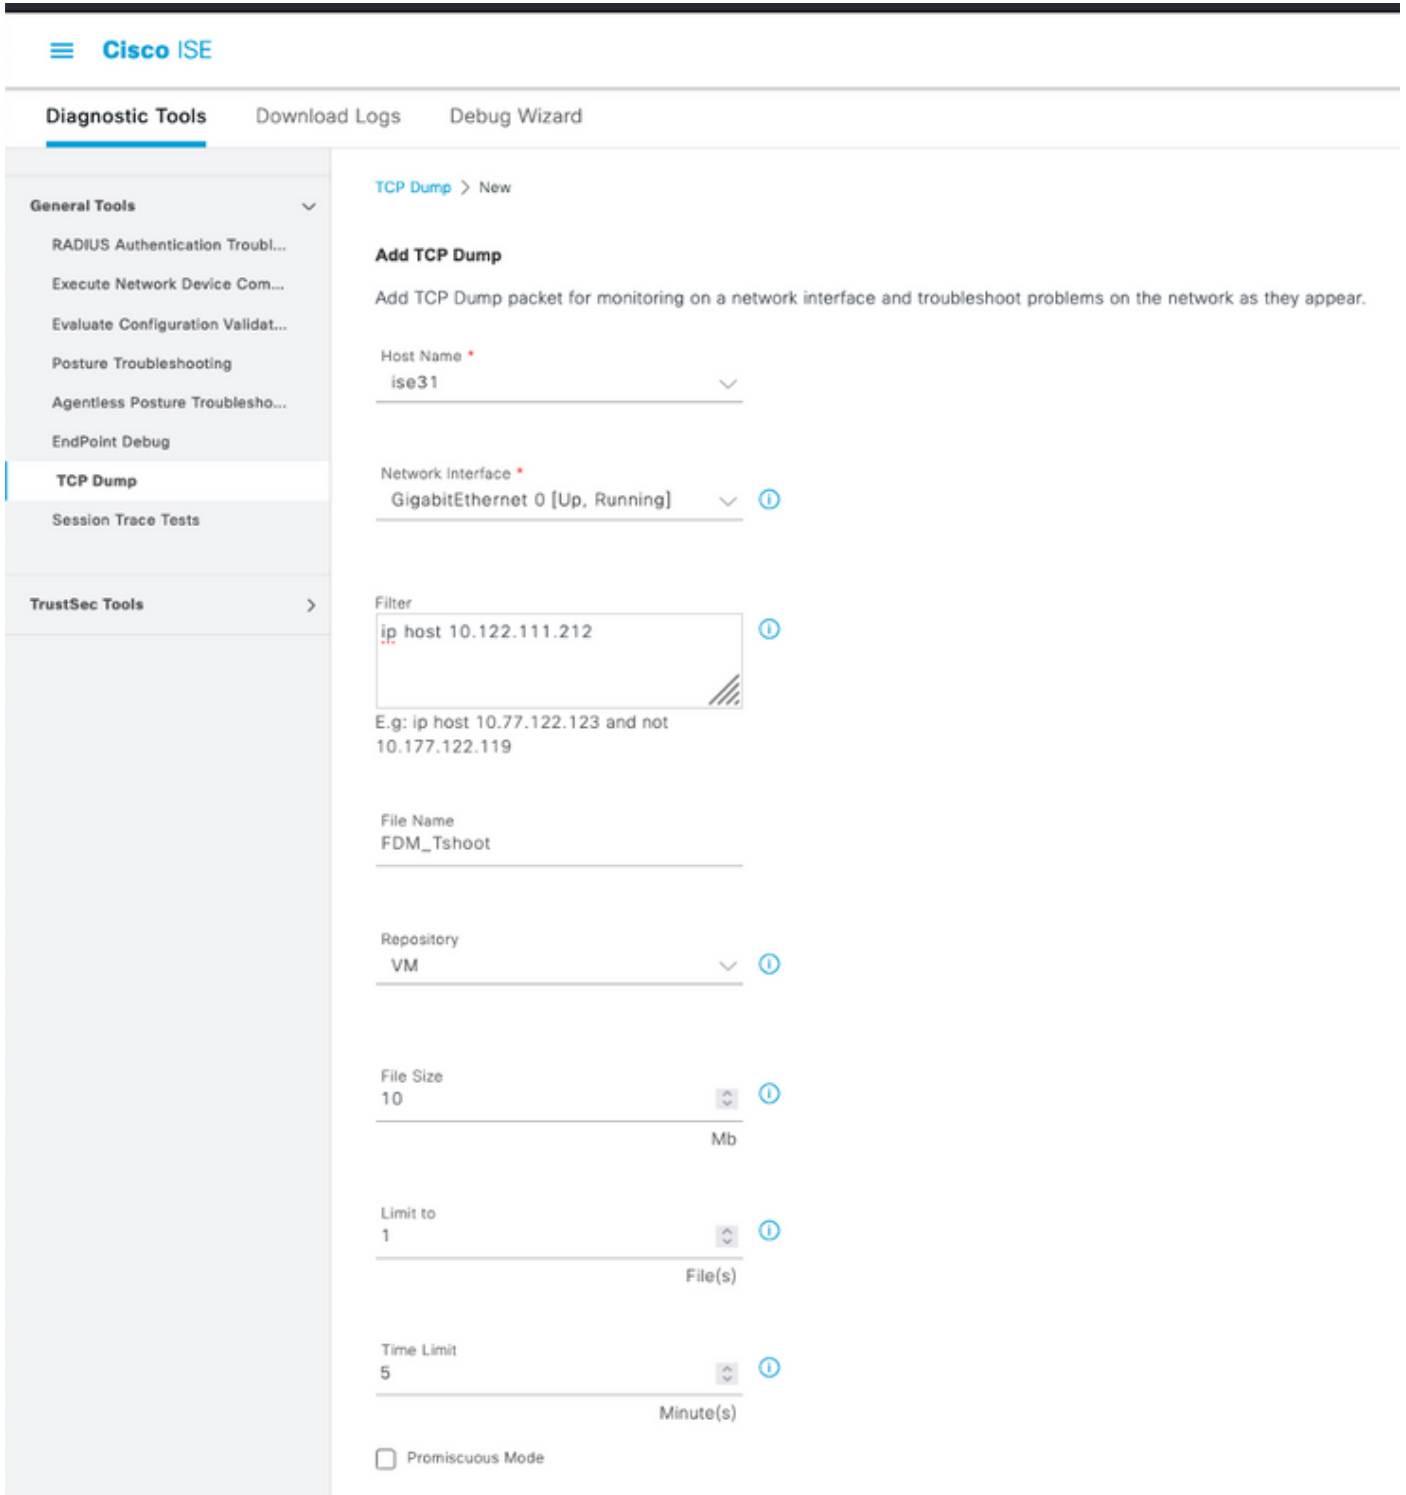 Cisco ISE
Diagnostic Tools
Download Logs
Debug Wizard
General Tools
RADIUS Authentication Troubl...
Execute Network Device Com...
Evaluate Configuration Validat...
Posture Troubleshooting
Agentless Posture Troublesho...
EndPoint Debug
TCP Dump
Session Trace Tests
TrustSec Tools
TCP Dump > New
Add TCP Dump
Add TCP Dump packet for monitoring on a network interface and troubleshoot problems on the network as they appear.
Host Name *
ise31
Network Interface *
GigabitEthernet 0 [Up, Running]
Filter
ip host 10.122.111.212
E.g: ip host 10.77.122.123 and not
10.177.122.119
File Name
FDM_Tshoot
Repository
VM
File Size
10
Mb
Limit to
1
File(s)
Time Limit
5
Minute(s)
Promiscuous Mode